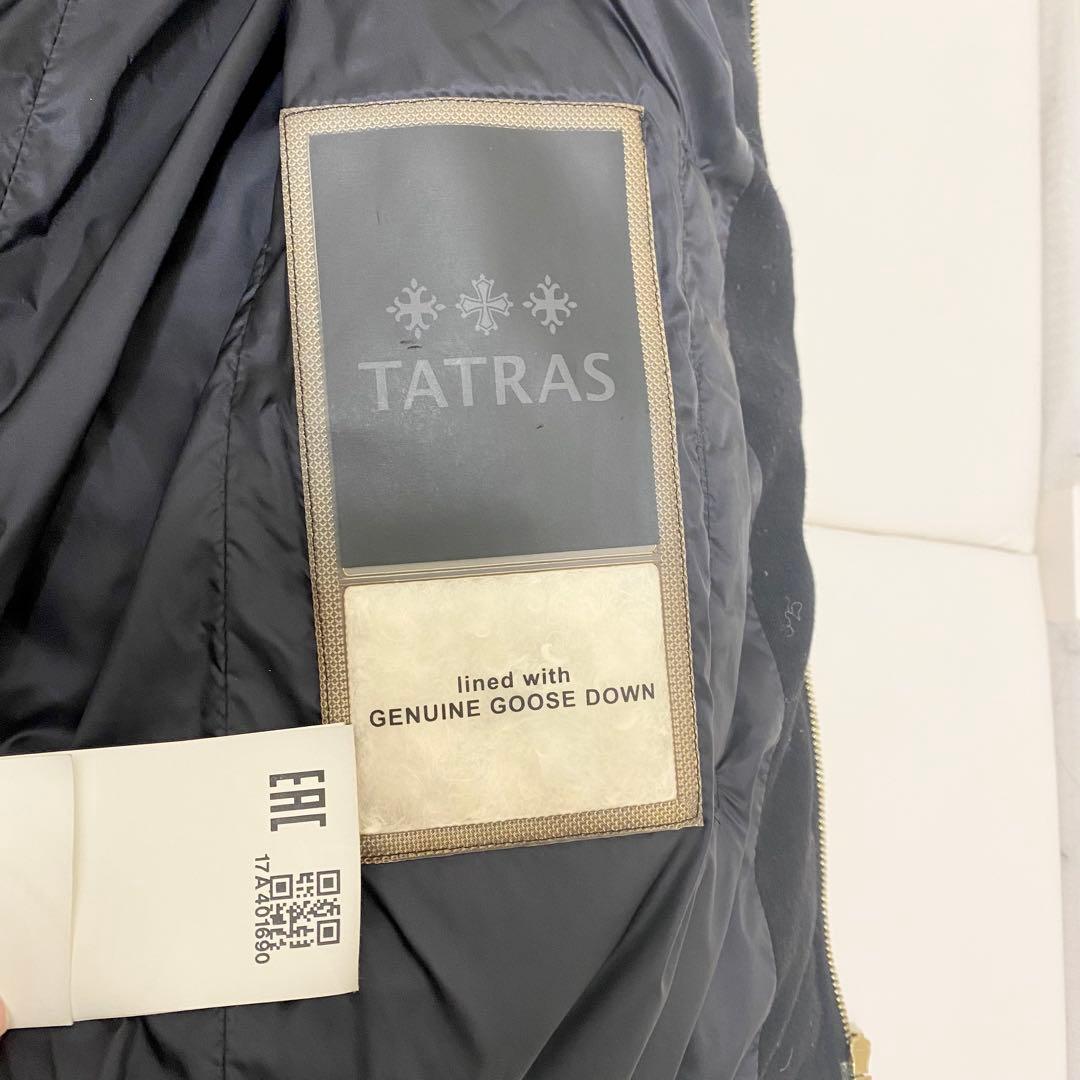 TATRAS
lined with
GENUINE GOOSE DOWN
EAC
17A401690